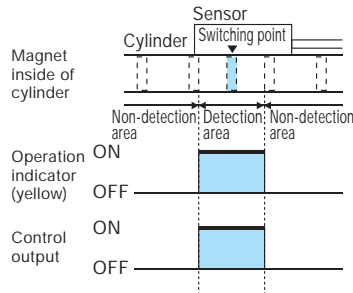 Sensor
Cylinder
Switching point
Magnet
inside of
cylinder
Non-detection
area
Detection
area
Non-detection
area
Operation
indicator
(yellow)
ON
OFF
Control
output
ON
OFF